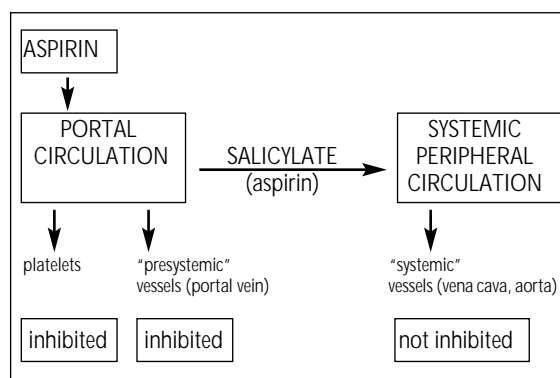 ASPIRIN
PORTAL
CIRCULATION
SALICYLATE
(aspirin)
SYSTEMIC
PERIPHERAL
CIRCULATION
platelets
"presystemic"
vessels (portal vein)
"systemic"
vessels (vena cava, aorta)
inhibited
inhibited
not inhibited